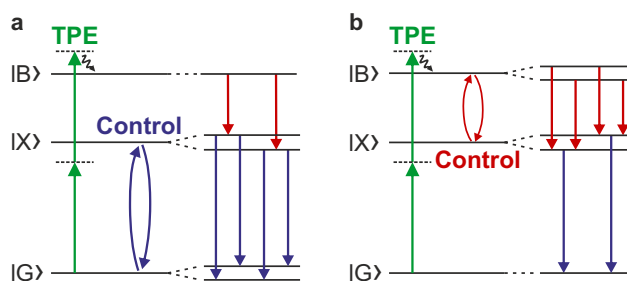 a
TPE
|B⟩
|X⟩
Control
|G⟩
b
TPE
|B⟩
|X⟩
Control
|G⟩